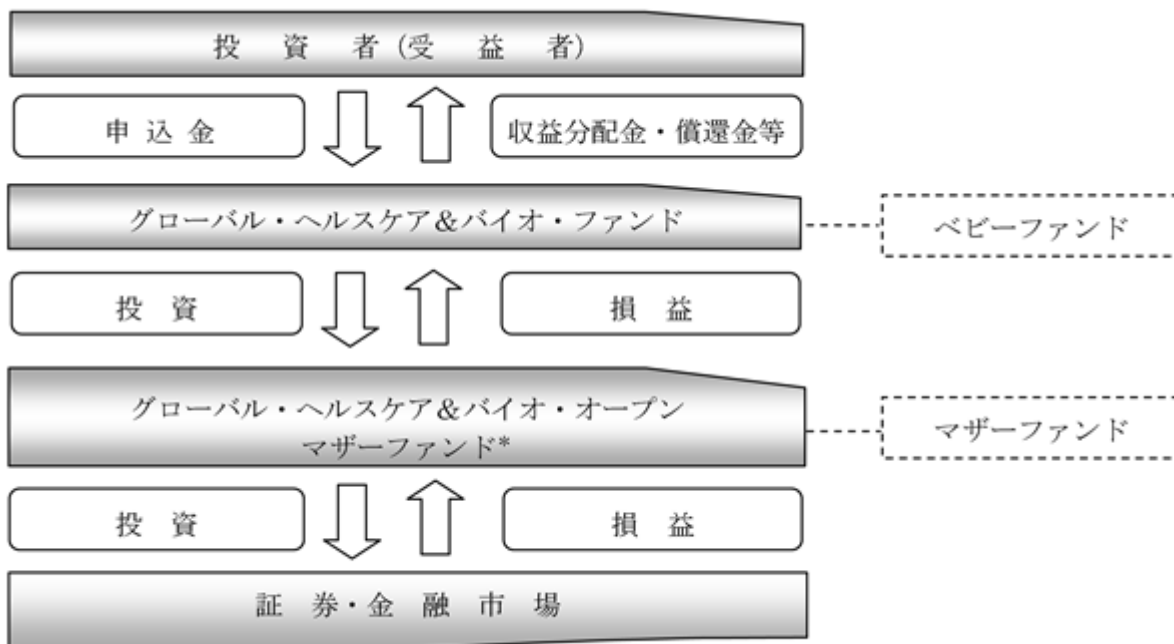 投資者(受益者)
申込金
収益分配金・償還金等
グローバル・ヘルスケア&バイオ・ファンド
ベビーファンド
投資
損益
グローバル・ヘルスケア&バイオ・オープン
マザーファンド*
マザーファンド
投資
損益
証券・金融市場